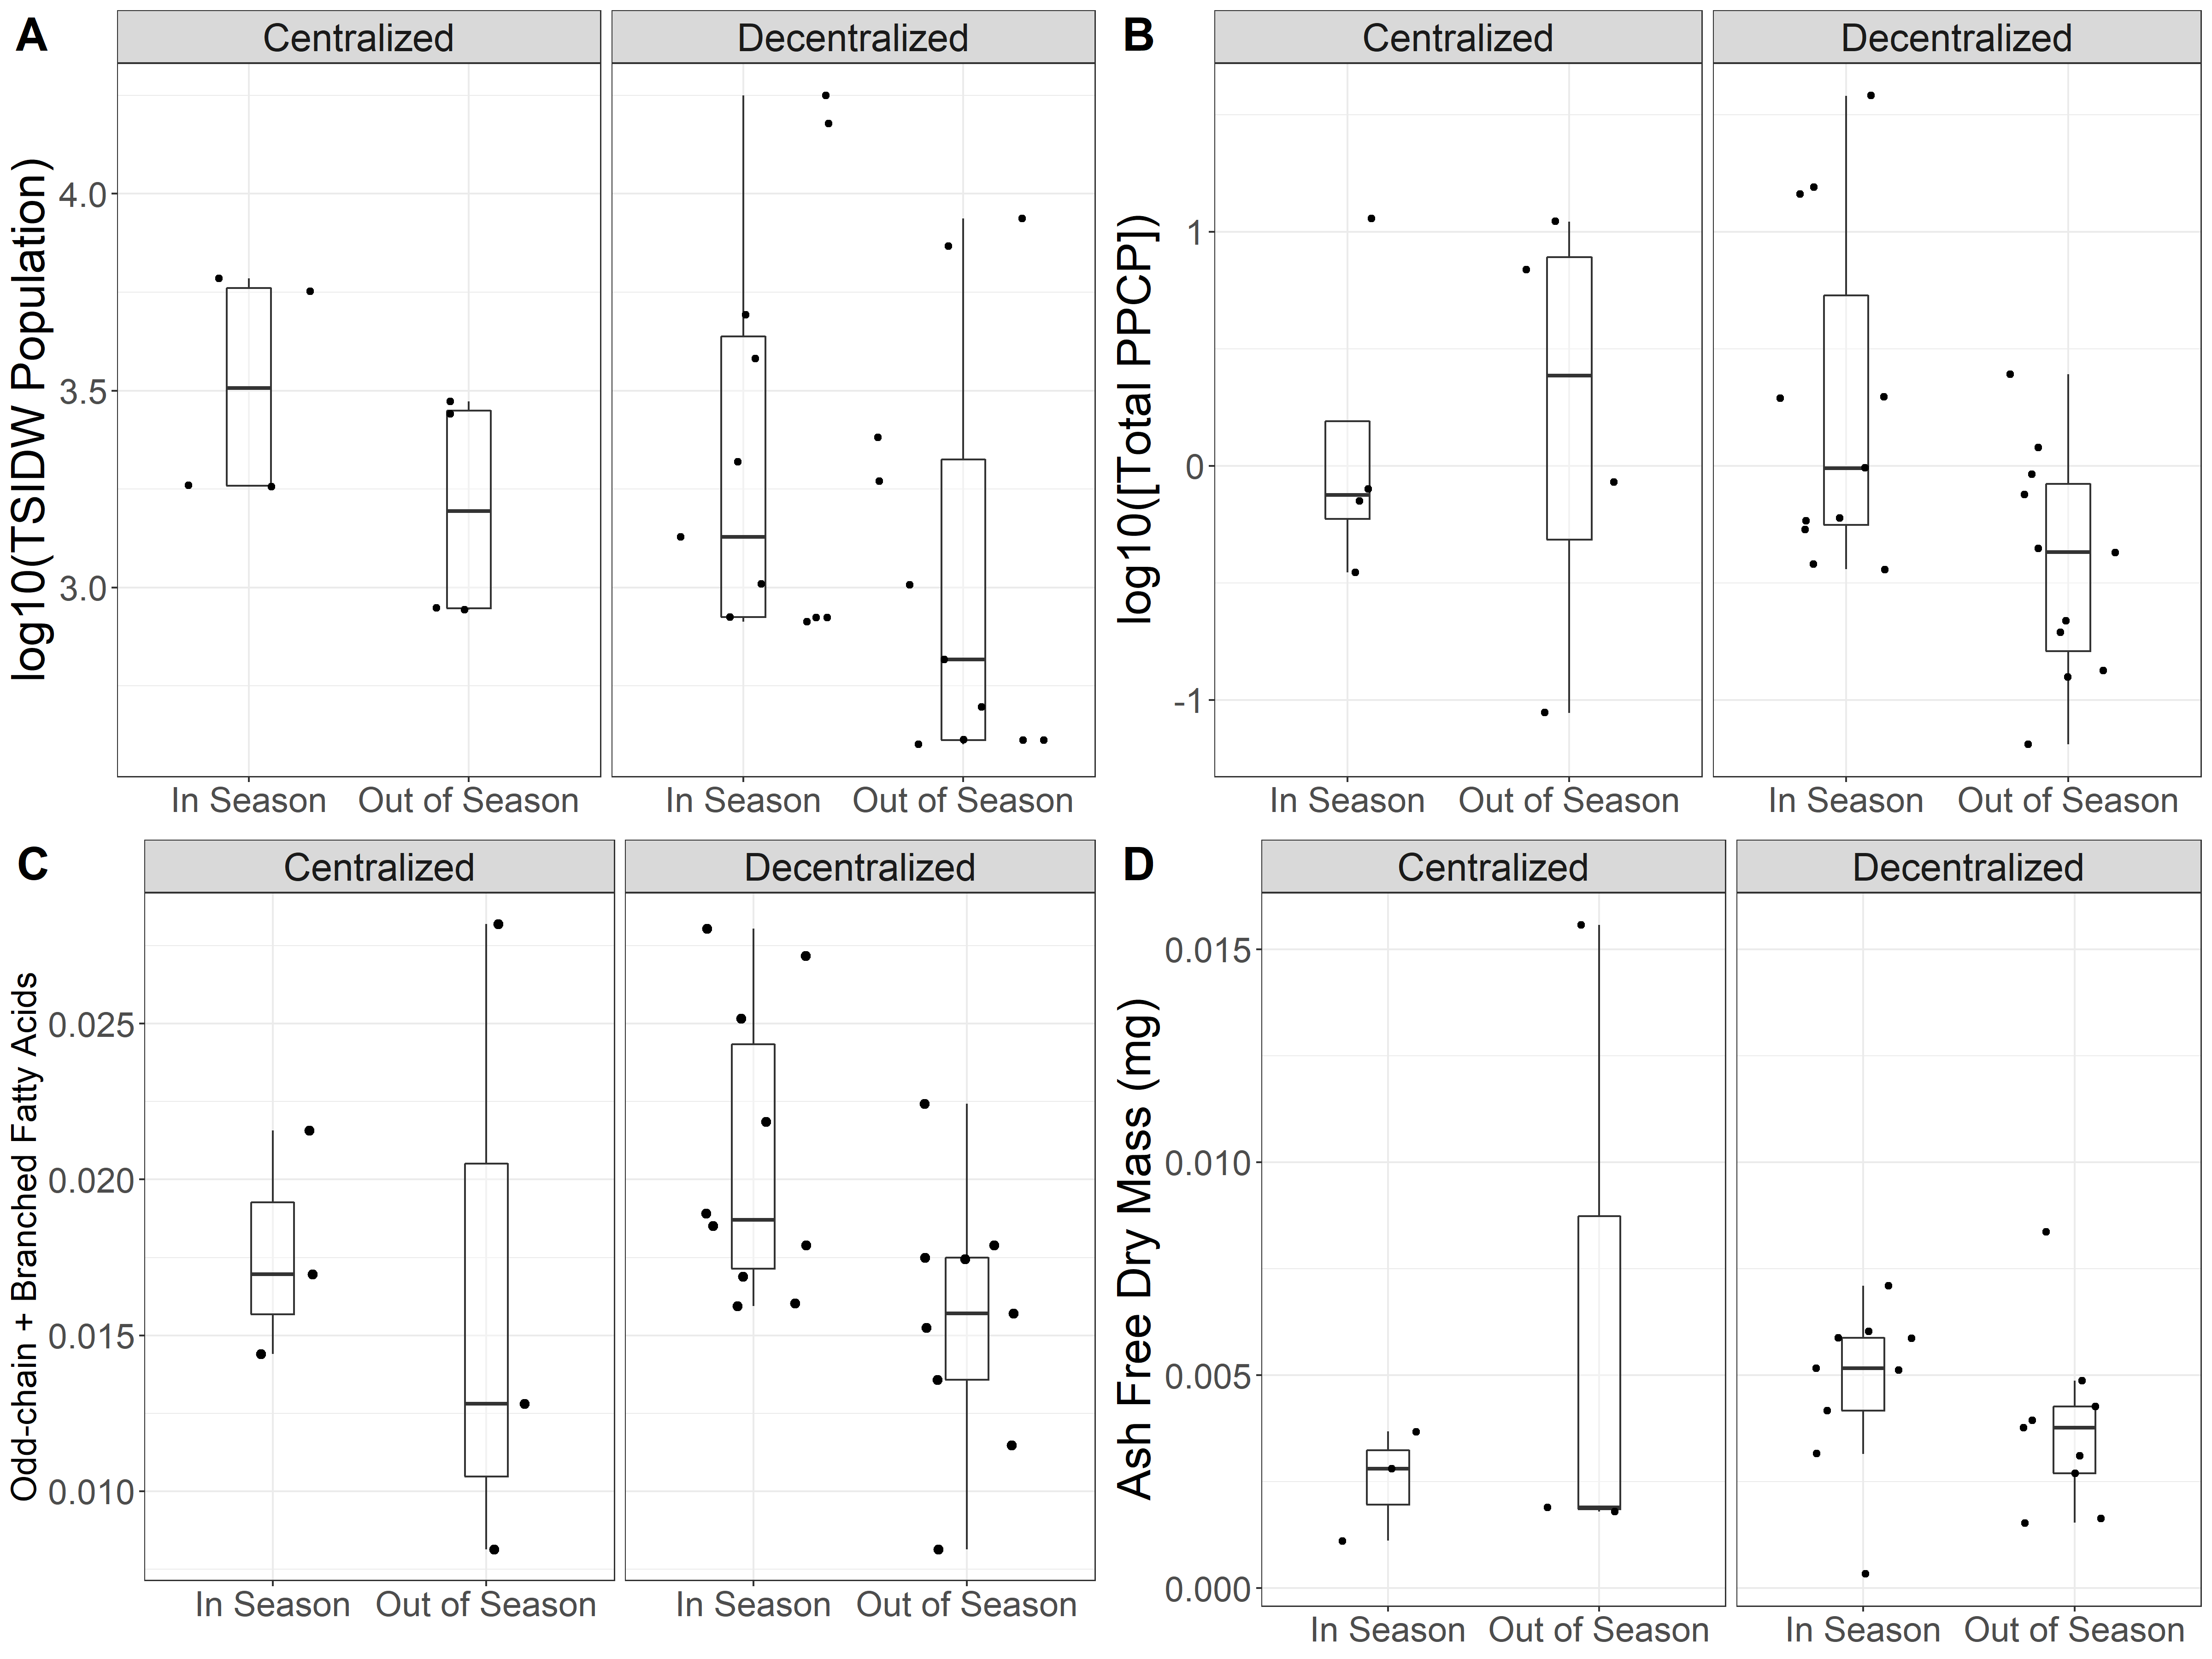 A
Centralized
Decentralized
log10(TSIDW Population)
4.0
3.5
3.0
In Season
Out of Season
In Season
Out of Season
B
Centralized
Decentralized
log10([Total PPCP])
1
0
-1
In Season
Out of Season
In Season
Out of Season
C
Centralized
Decentralized
Odd-chain + Branched Fatty Acids
0.025
0.020
0.015
0.010
In Season
Out of Season
In Season
Out of Season
D
Centralized
Decentralized
Ash Free Dry Mass (mg)
0.015
0.010
0.005
0.000
In Season
Out of Season
In Season
Out of Season